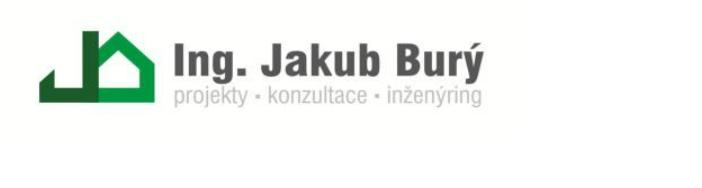 Ing. Jakub Burý
projekty • konzultace • inženýring